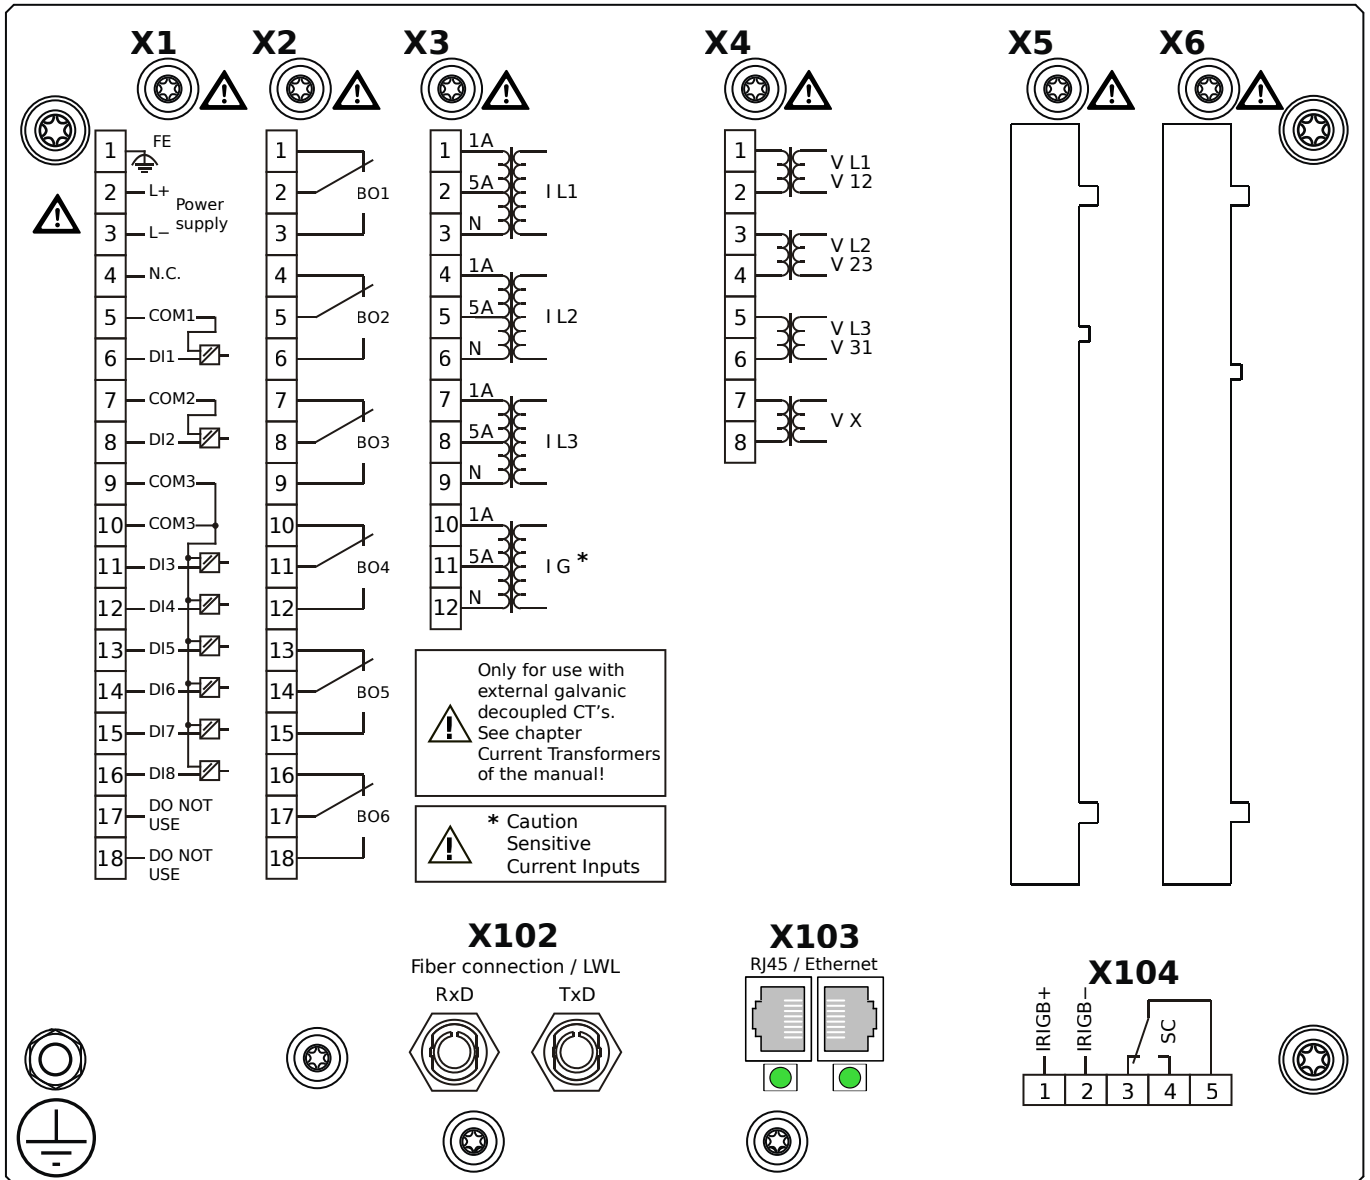 X1
X2
X3
X4
X5
X6
1
FE
2
L+
Power
supply
3
L−
4
N.C.
5
COM1
6
DI1
7
COM2
8
DI2
9
COM3
10
COM3
11
DI3
12
DI4
13
DI5
14
DI6
15
DI7
16
DI8
17
DO NOT
USE
18
DO NOT
USE
1
2
BO1
3
4
5
BO2
6
7
8
BO3
9
10
11
BO4
12
13
14
BO5
15
16
17
BO6
18
1
1A
2
5A
I L1
3
N
4
1A
5
5A
I L2
6
N
7
1A
8
5A
I L3
9
N
10
1A
11
5A
I G *
12
N
Only for use with
external galvanic
decoupled CT's.
See chapter
Current Transformers
of the manual!
* Caution
Sensitive
Current Inputs
1
V L1
2
V 12
3
V L2
4
V 23
5
V L3
6
V 31
7
V X
8
X102
Fiber connection / LWL
RxD
TxD
X103
RJ45 / Ethernet
X104
IRIGB+
IRIGB−
SC
1
2
3
4
5